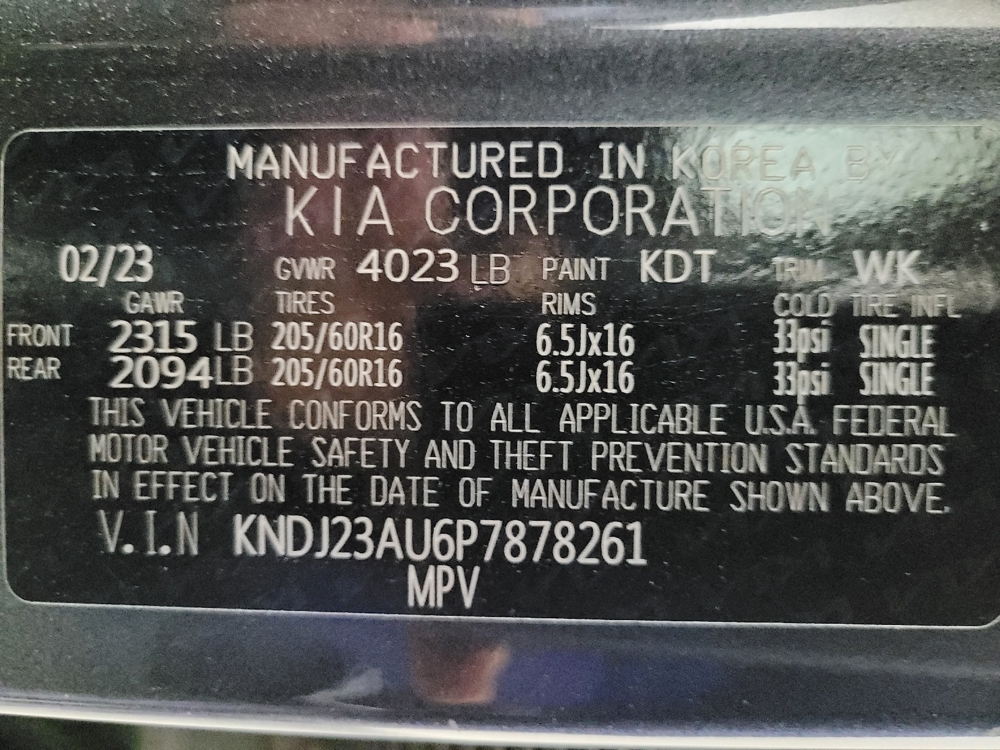 MANUFACTURED IN KOREA BY
KIA CORPORATION
02/23 GVWR 4023 LB PAINT KDT TRIM WK
GAWR TIRES RIMS COLD TIRE INFL
FRONT 2315 LB 205/60R16 6.5Jx16 33psi SINGLE
REAR 2094 LB 205/60R16 6.5Jx16 33psi SINGLE
THIS VEHICLE CONFORMS TO ALL APPLICABLE U.S.A. FEDERAL
MOTOR VEHICLE SAFETY AND THEFT PREVENTION STANDARDS
IN EFFECT ON THE DATE OF MANUFACTURE SHOWN ABOVE.
V.I.N KNDJ23AU6P7878261
MPV